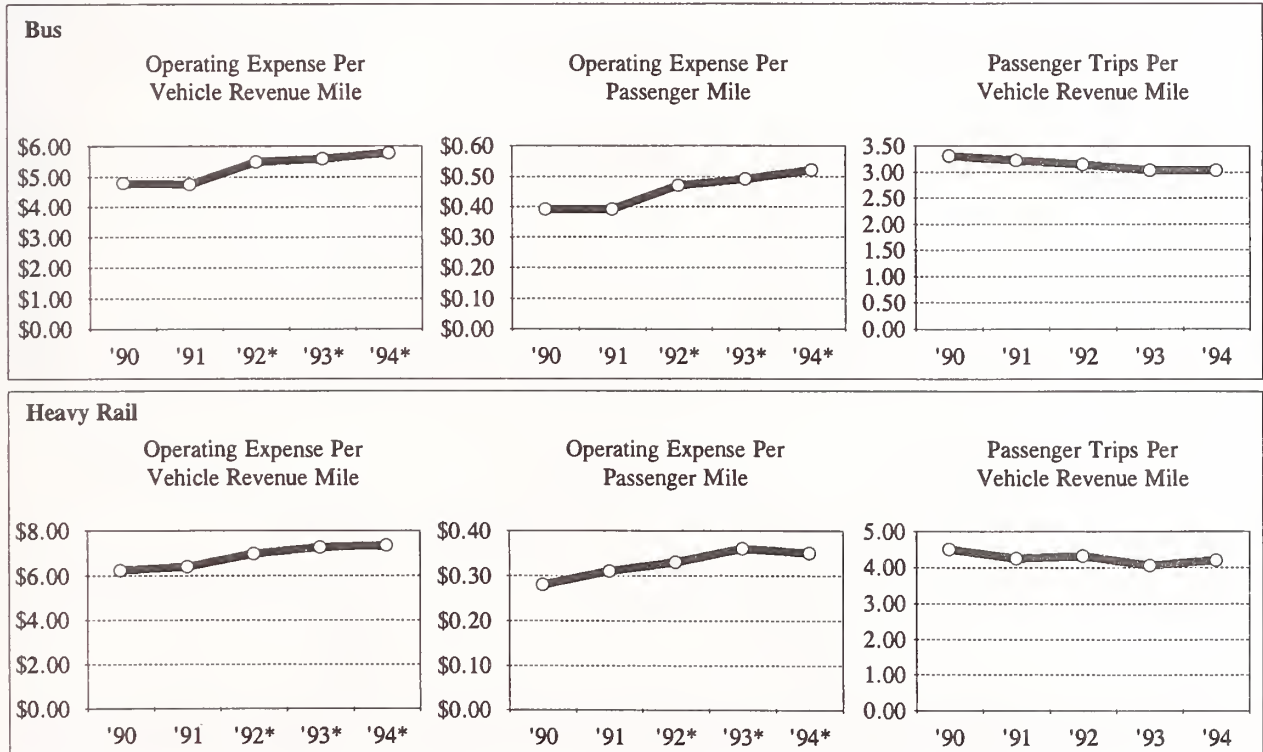 Bus
Operating Expense Per
Vehicle Revenue Mile
$6.00
$5.00
$4.00
$3.00
$2.00
$1.00
$0.00
'90 '91 '92* '93* '94*
Operating Expense Per
Passenger Mile
$0.60
$0.50
$0.40
$0.30
$0.20
$0.10
$0.00
'90 '91 '92* '93* '94*
Passenger Trips Per
Vehicle Revenue Mile
3.50
3.00
2.50
2.00
1.50
1.00
0.50
0.00
'90 '91 '92 '93 '94
Heavy Rail
Operating Expense Per
Vehicle Revenue Mile
$8.00
$6.00
$4.00
$2.00
$0.00
'90 '91 '92* '93* '94*
Operating Expense Per
Passenger Mile
$0.40
$0.30
$0.20
$0.10
$0.00
'90 '91 '92* '93* '94*
Passenger Trips Per
Vehicle Revenue Mile
5.00
4.00
3.00
2.00
1.00
0.00
'90 '91 '92 '93 '94